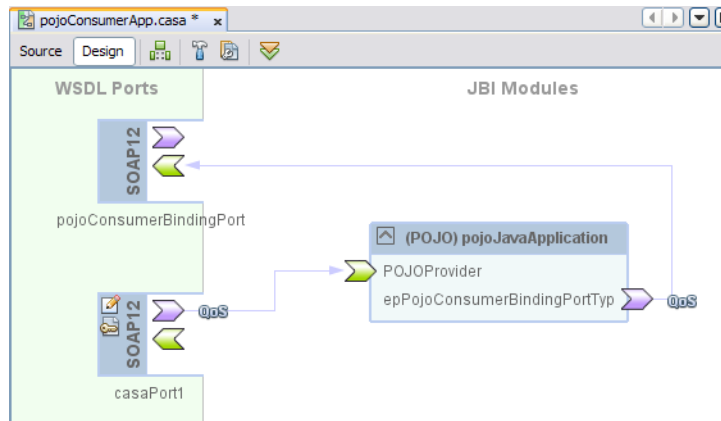 pojoConsumerApp.casa * x
Source Design
WSDL Ports
JBI Modules
SOAP12
pojoConsumerBindingPort
(POJO) pojoJavaApplication
POJOProvider
epPojoConsumerBindingPortTyp
QoS
SOAP12
QoS
casaPort1